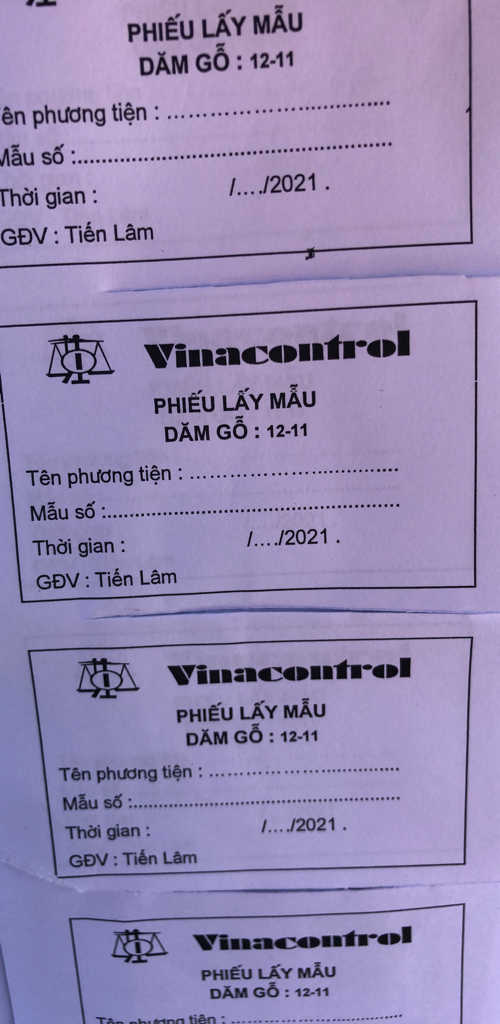 PHIẾU LẤY MẪU
DĂM GỖ : 12-11
ên phương tiện : ...........................................
Mẫu số :..............................................................
Thời gian : /..../2021 .
GĐV : Tiến Lâm
Vinacontrol
PHIẾU LẤY MẪU
DĂM GỖ : 12-11
Tên phương tiện : ...........................................
Mẫu số :..............................................................
Thời gian : /..../2021 .
GĐV : Tiến Lâm
Vinacontrol
PHIẾU LẤY MẪU
DĂM GỖ : 12-11
Tên phương tiện : ...........................................
Mẫu số :..............................................................
Thời gian : /..../2021 .
GĐV : Tiến Lâm
Vinacontrol
PHIẾU LẤY MẪU
DĂM GỖ : 12-11
Tên phương tiện : ...........................................